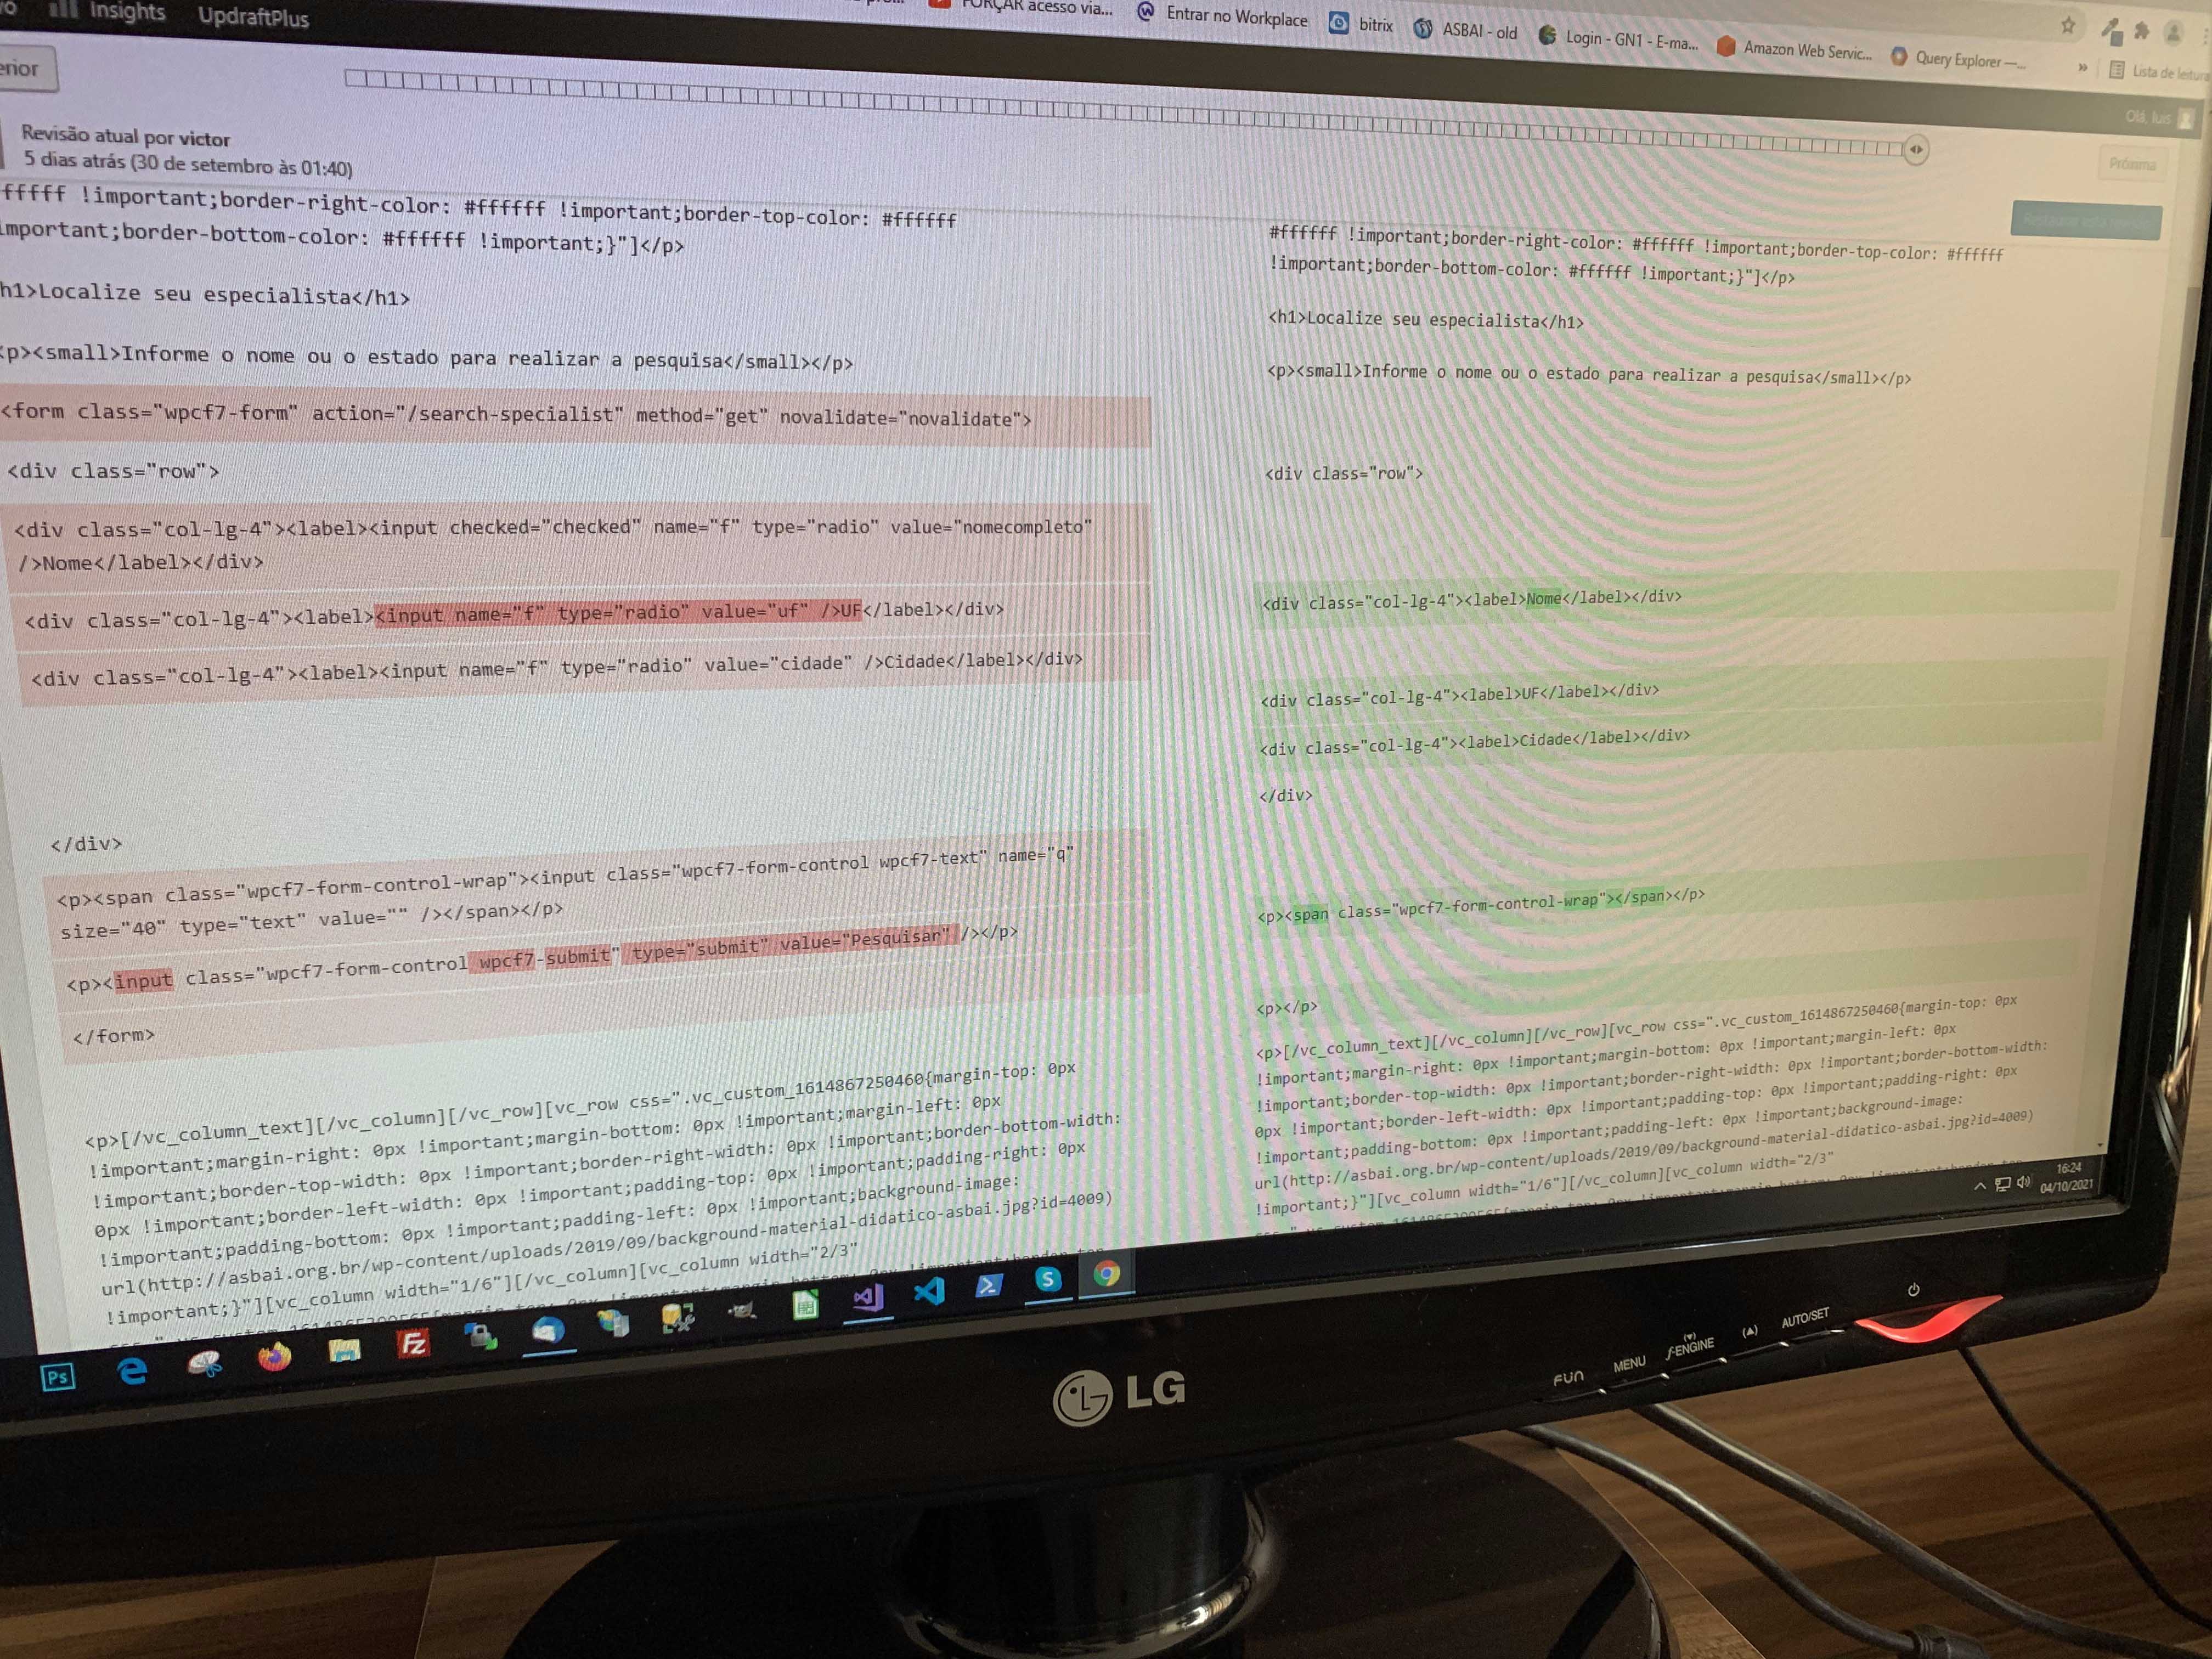 Insights UpdraftPlus
acesso via... Entrar no Workplace bitrix ASBAI - old Login - GN1 - E-ma... Amazon Web Servic... Query Explorer —...
» Lista de leitura
erior
Olá, luis
Próxima
Revisão atual por victor
5 dias atrás (30 de setembro às 01:40)
fffff !important;border-right-color: #ffffff !important;border-top-color: #ffffff
important;border-bottom-color: #ffffff !important;}"]</p>
h1>Localize seu especialista</h1>
<p><small>Informe o nome ou o estado para realizar a pesquisa</small></p>
<form class="wpcf7-form" action="/search-specialist" method="get" novalidate="novalidate">
<div class="row">
<div class="col-lg-4"><label><input checked="checked" name="f" type="radio" value="nomecompleto"
/>Nome</label></div>
<div class="col-lg-4"><label><input name="f" type="radio" value="uf" />UF</label></div>
<div class="col-lg-4"><label><input name="f" type="radio" value="cidade" />Cidade</label></div>
</div>
<p><span class="wpcf7-form-control-wrap"><input class="wpcf7-form-control wpcf7-text" name="q"
size="40" type="text" value="" /></span></p>
<p><input class="wpcf7-form-control wpcf7-submit" type="submit" value="Pesquisar" /></p>
</form>
<p>[/vc_column_text][/vc_column][/vc_row][vc_row css=".vc_custom_1614867250460{margin-top: 0px
!important;margin-right: 0px !important;margin-bottom: 0px !important;margin-left: 0px
!important;border-top-width: 0px !important;border-right-width: 0px !important;border-bottom-width:
0px !important;border-left-width: 0px !important;padding-top: 0px !important;padding-right: 0px
!important;padding-bottom: 0px !important;padding-left: 0px !important;background-image:
url(http://asbai.org.br/wp-content/uploads/2019/09/background-material-didatico-asbai.jpg?id=4009)
!important;}"][vc_column width="1/6"][/vc_column][vc_column width="2/3"
#ffffff !important;border-right-color: #ffffff !important;border-top-color: #ffffff
!important;border-bottom-color: #ffffff !important;}"]</p>
<h1>Localize seu especialista</h1>
<p><small>Informe o nome ou o estado para realizar a pesquisa</small></p>
<div class="row">
<div class="col-lg-4"><label>Nome</label></div>
<div class="col-lg-4"><label>UF</label></div>
<div class="col-lg-4"><label>Cidade</label></div>
</div>
<p><span class="wpcf7-form-control-wrap"></span></p>
<p></p>
<p>[/vc_column_text][/vc_column][/vc_row][vc_row css=".vc_custom_1614867250460{margin-top: 0px
!important;margin-right: 0px !important;margin-bottom: 0px !important;margin-left: 0px
!important;border-top-width: 0px !important;border-right-width: 0px !important;border-bottom-width:
0px !important;border-left-width: 0px !important;padding-top: 0px !important;padding-right: 0px
!important;padding-bottom: 0px !important;padding-left: 0px !important;background-image:
url(http://asbai.org.br/wp-content/uploads/2019/09/background-material-didatico-asbai.jpg?id=4009)
!important;}"][vc_column width="1/6"][/vc_column][vc_column width="2/3"
16:24
04/10/2021
Ps
Fz
S
LG
FUN MENU f-ENGINE AUTO/SET